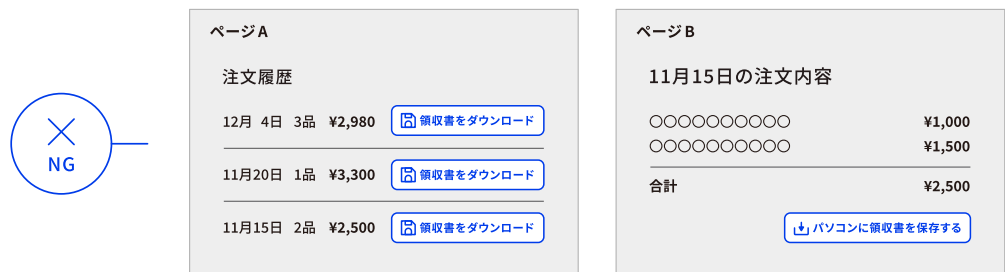 NG
ページA
注文履歴
12月 4日 3品 ¥2,980 領収書をダウンロード
11月20日 1品 ¥3,300 領収書をダウンロード
11月15日 2品 ¥2,500 領収書をダウンロード
ページB
11月15日の注文内容
○○○○○○○○○○ ¥1,000
○○○○○○○○○○ ¥1,500
合計 ¥2,500
パソコンに領収書を保存する